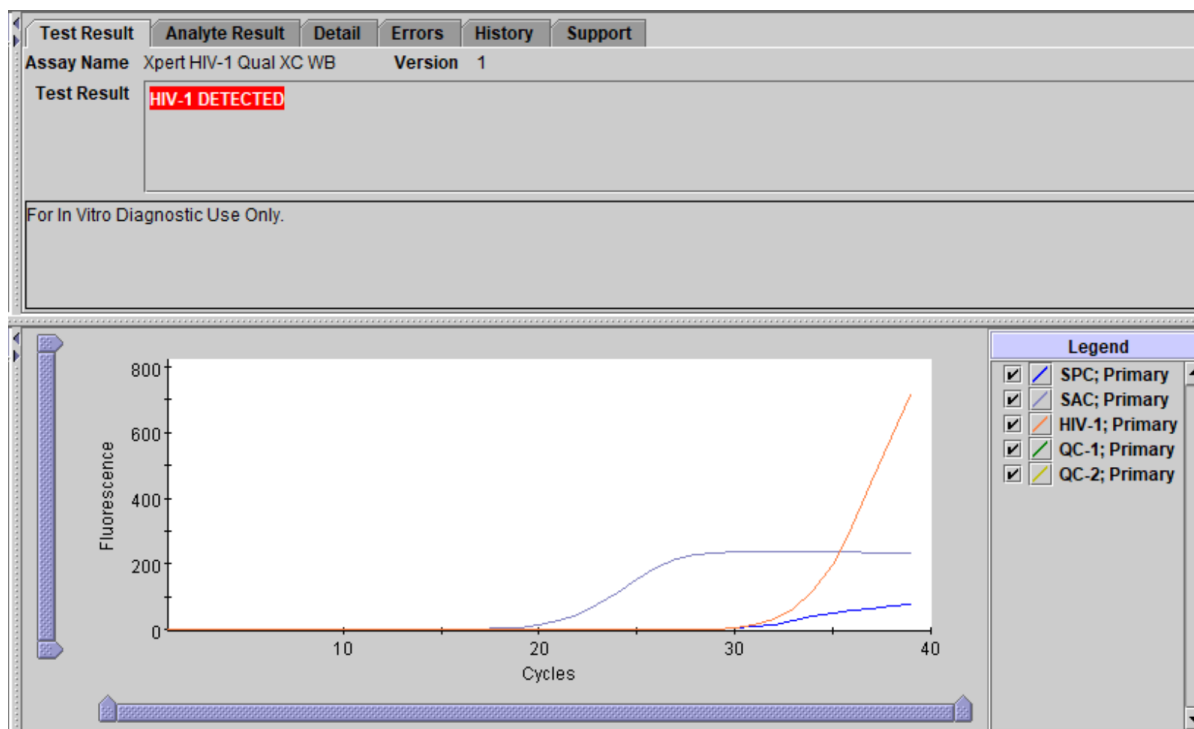 Test Result Analyte Result Detail Errors History Support
Assay Name Xpert HIV-1 Qual XC WB Version 1
Test Result HIV-1 DETECTED
For In Vitro Diagnostic Use Only.
Legend
SPC; Primary
SAC; Primary
HIV-1; Primary
QC-1; Primary
QC-2; Primary
800
600
400
200
0
Fluorescence
10 20 30 40
Cycles